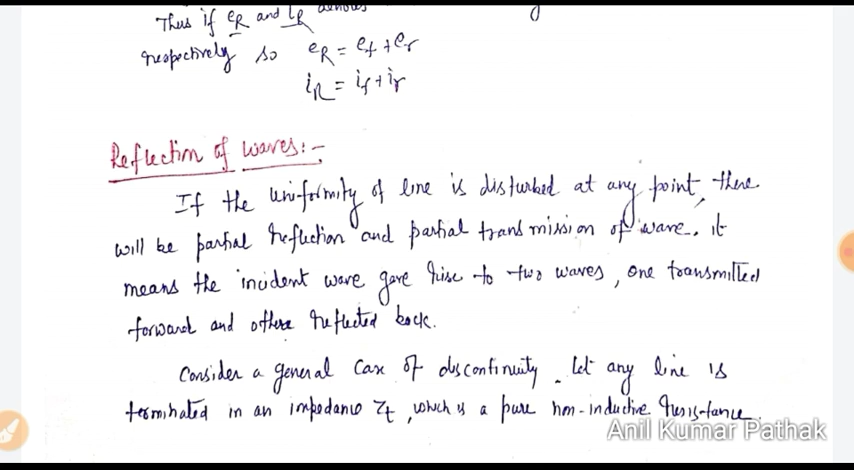 Thus if eR and iR denotes
respectively so eR = ef + er
iR = if + ir
Reflection of waves:-
If the uniformity of line is disturbed at any point, there
will be partial reflection and partial transmission of wave. it
means the incident wave gave rise to two waves, one transmitted
forward and other reflected back.
Consider a general case of discontinuity. Let any line is
terminated in an impedance Zt, which is a pure non-inductive resistance.
Anil Kumar Pathak